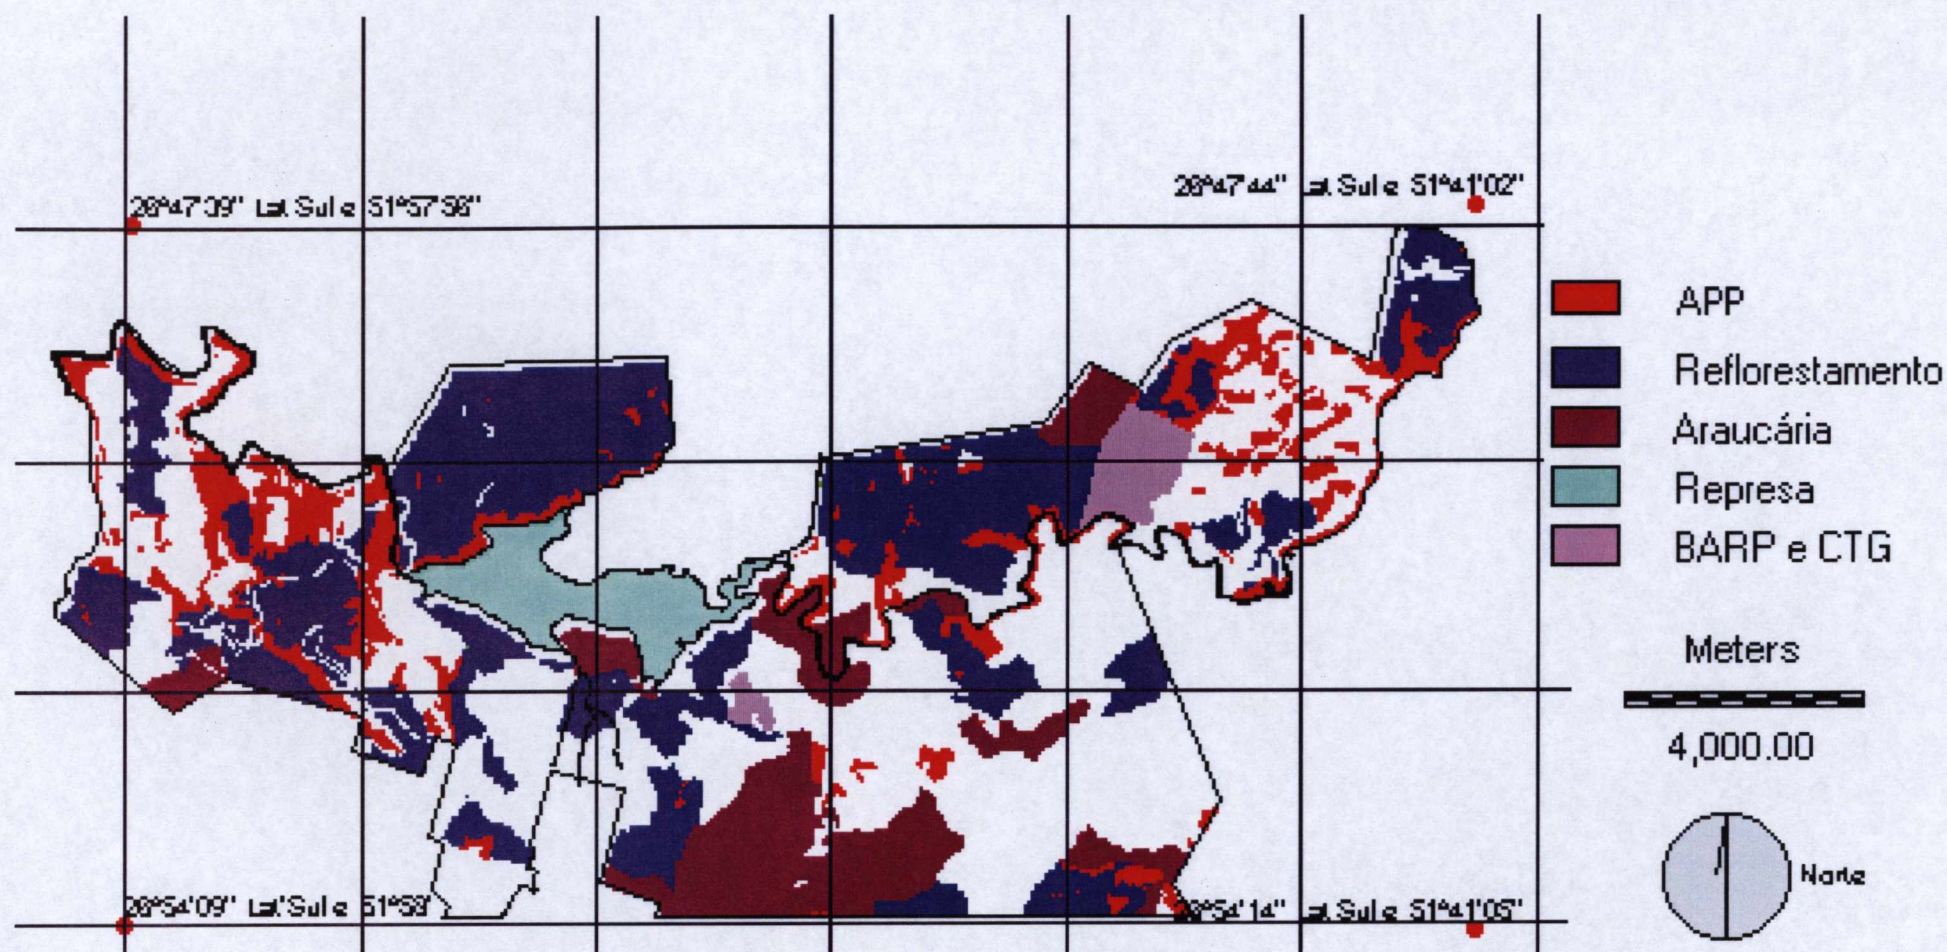 28°47'39" Lat Sul e 51°57'58"
28°47'44" Lat Sul e 51°41'02"
APP
Reflorestamento
Araucária
Represa
BARP e CTG
Meters
4,000.00
Norte
28°54'09" Lat Sul e 51°58'
28°54'14" Lat Sul e 51°41'05"